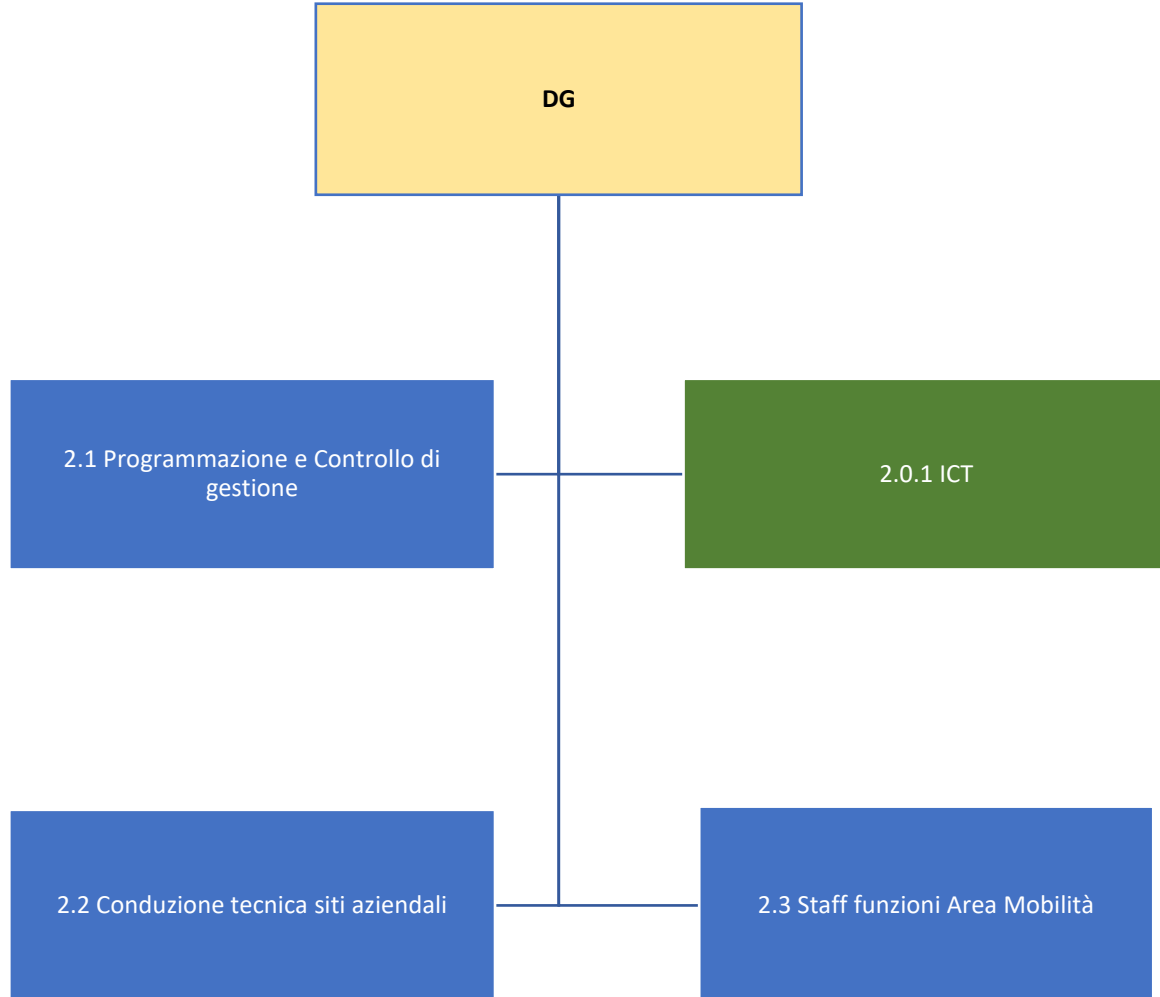 DG
2.1 Programmazione e Controllo di
gestione
2.0.1 ICT
2.2 Conduzione tecnica siti aziendali
2.3 Staff funzioni Area Mobilità